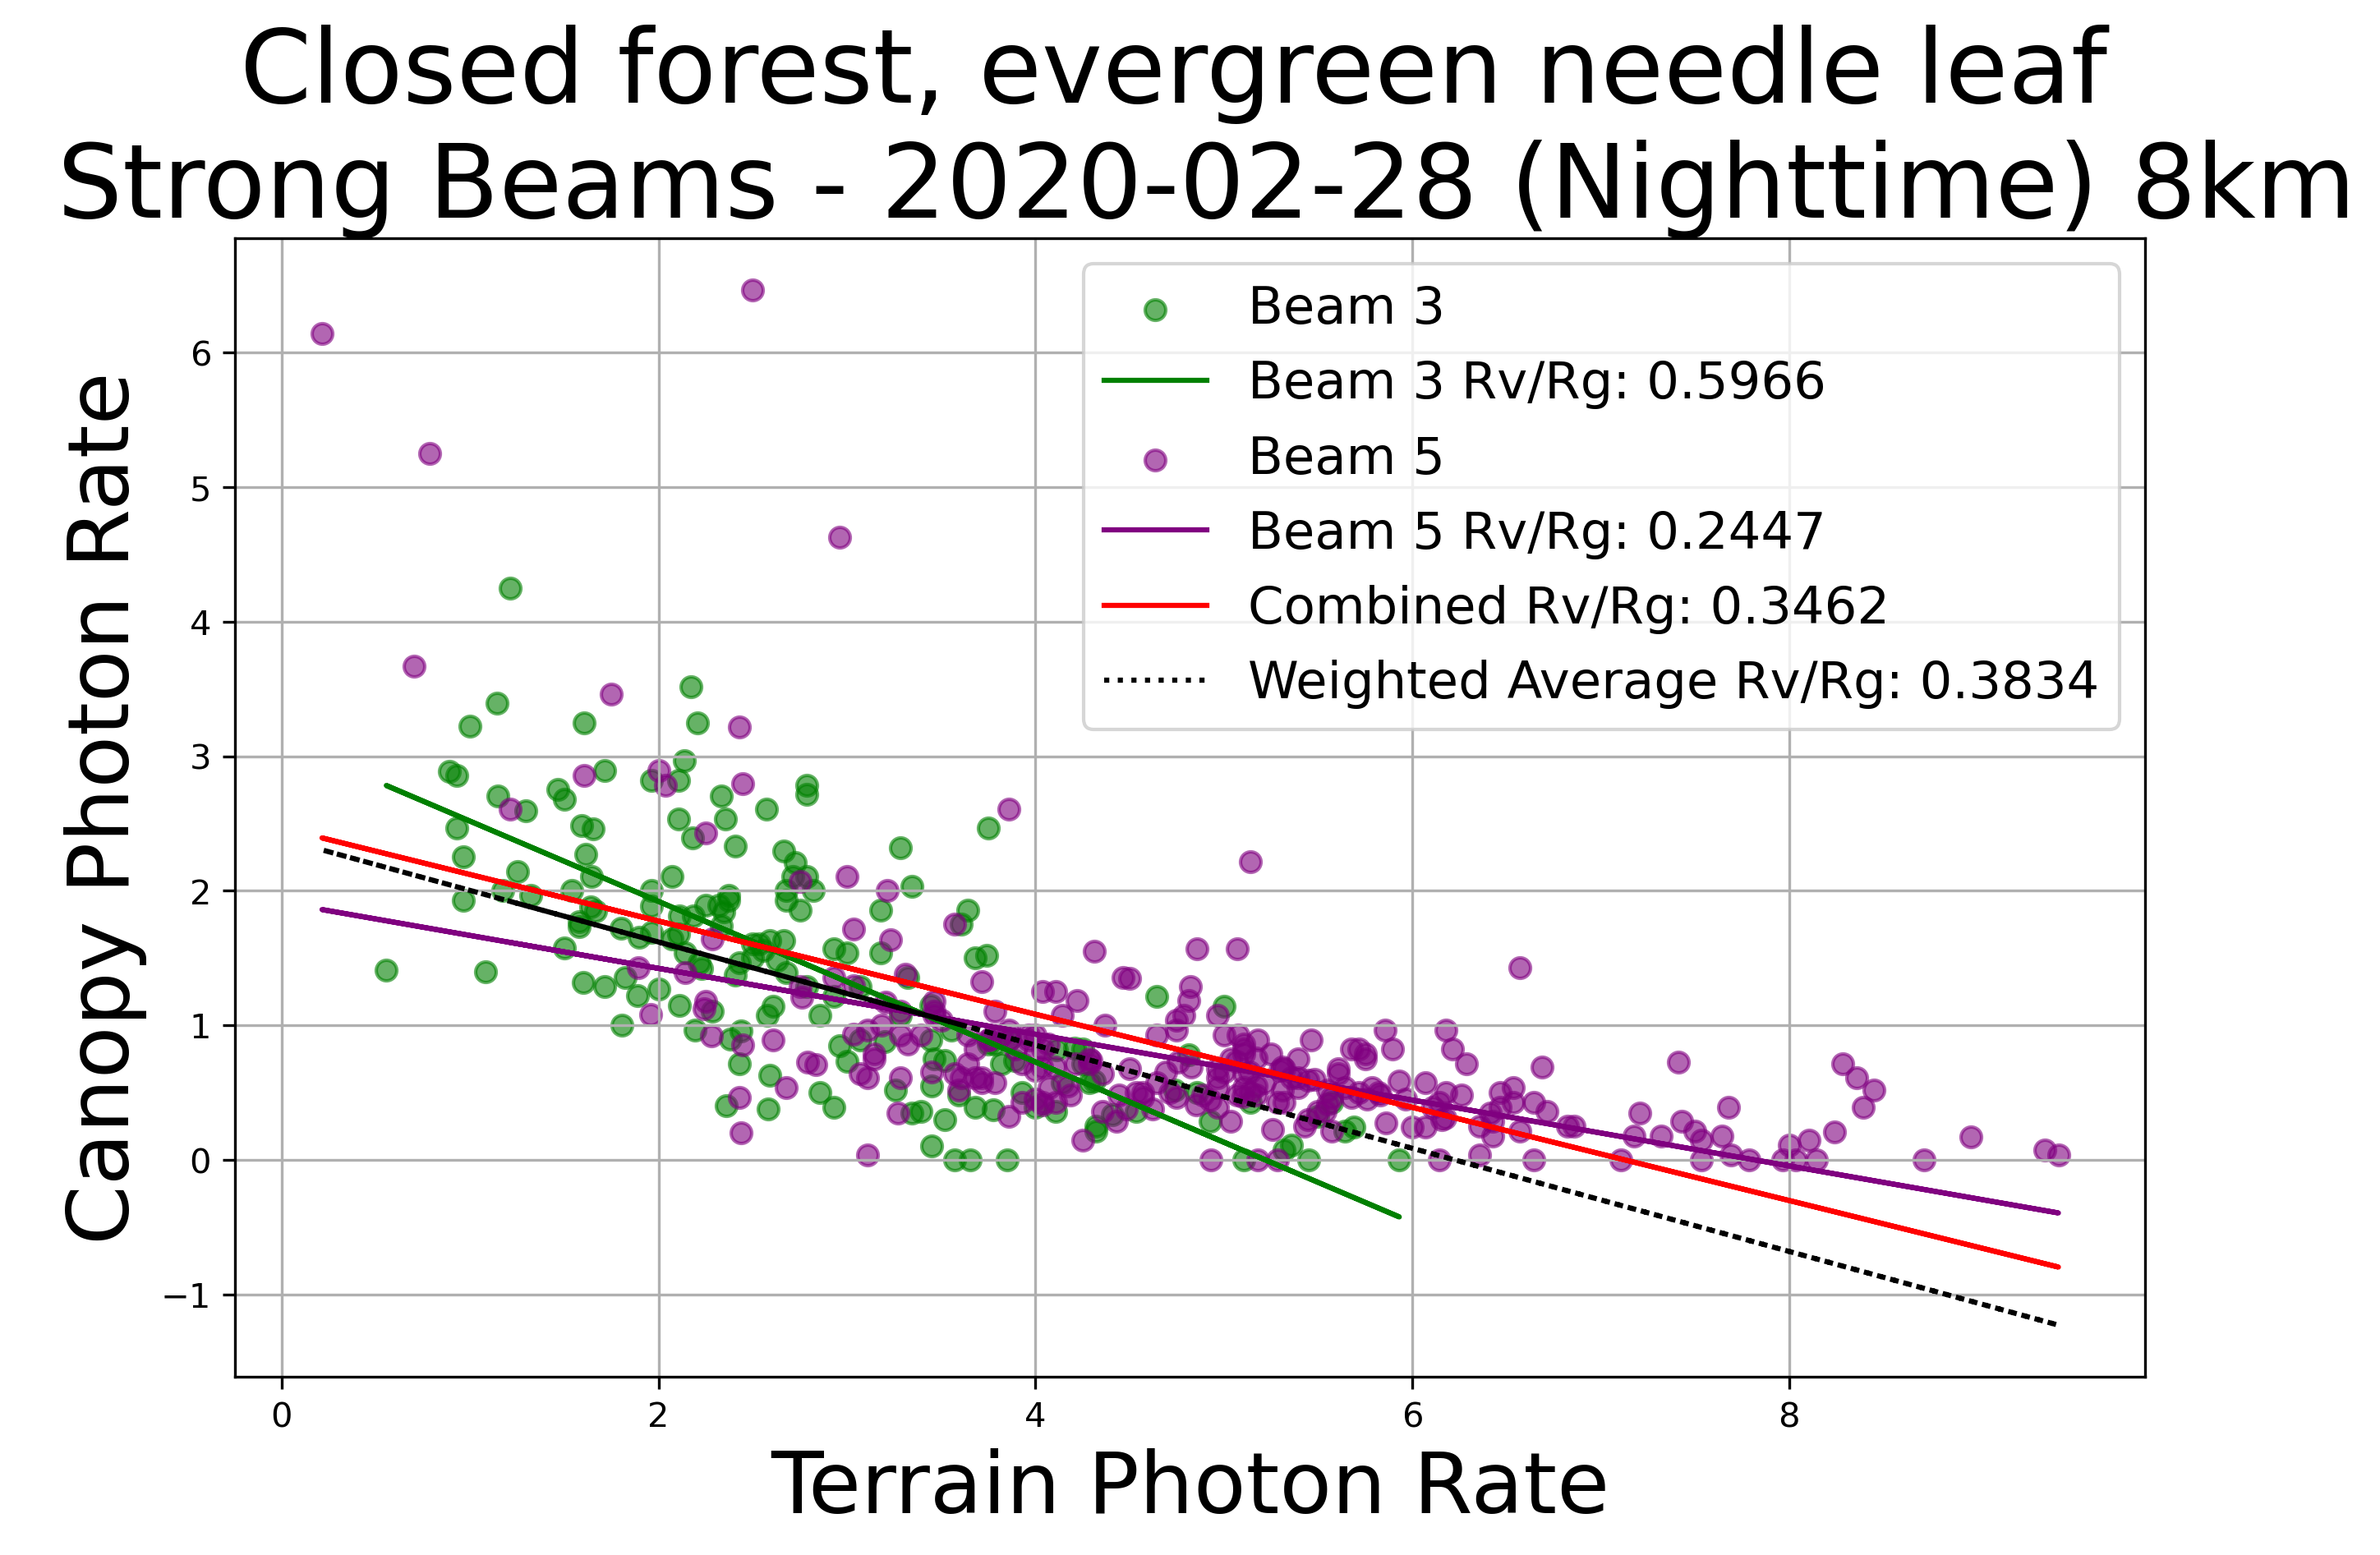 Closed forest, evergreen needle leaf
Strong Beams - 2020-02-28 (Nighttime) 8km
Beam 3
Beam 3 Rv/Rg: 0.5966
Beam 5
Beam 5 Rv/Rg: 0.2447
Combined Rv/Rg: 0.3462
Weighted Average Rv/Rg: 0.3834
Canopy Photon Rate
6
5
4
3
2
1
0
−1
0 2 4 6 8
Terrain Photon Rate